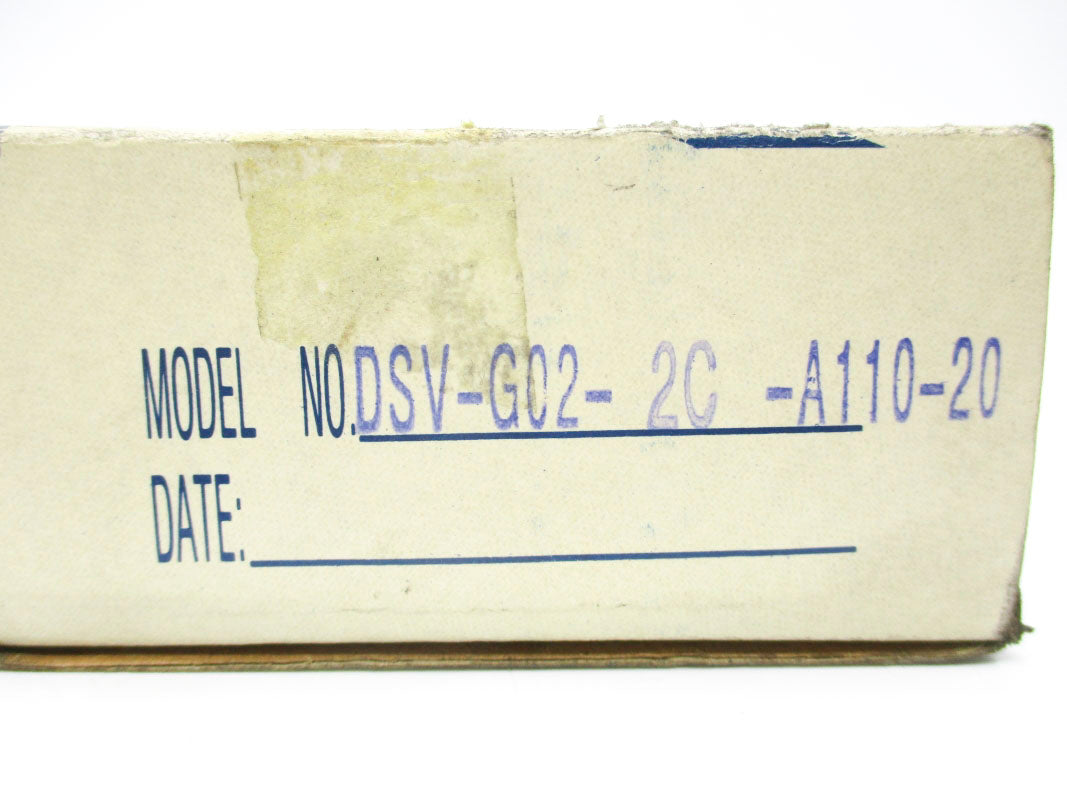 MODEL NO. DSV-G02- 2C -A110-20
DATE: